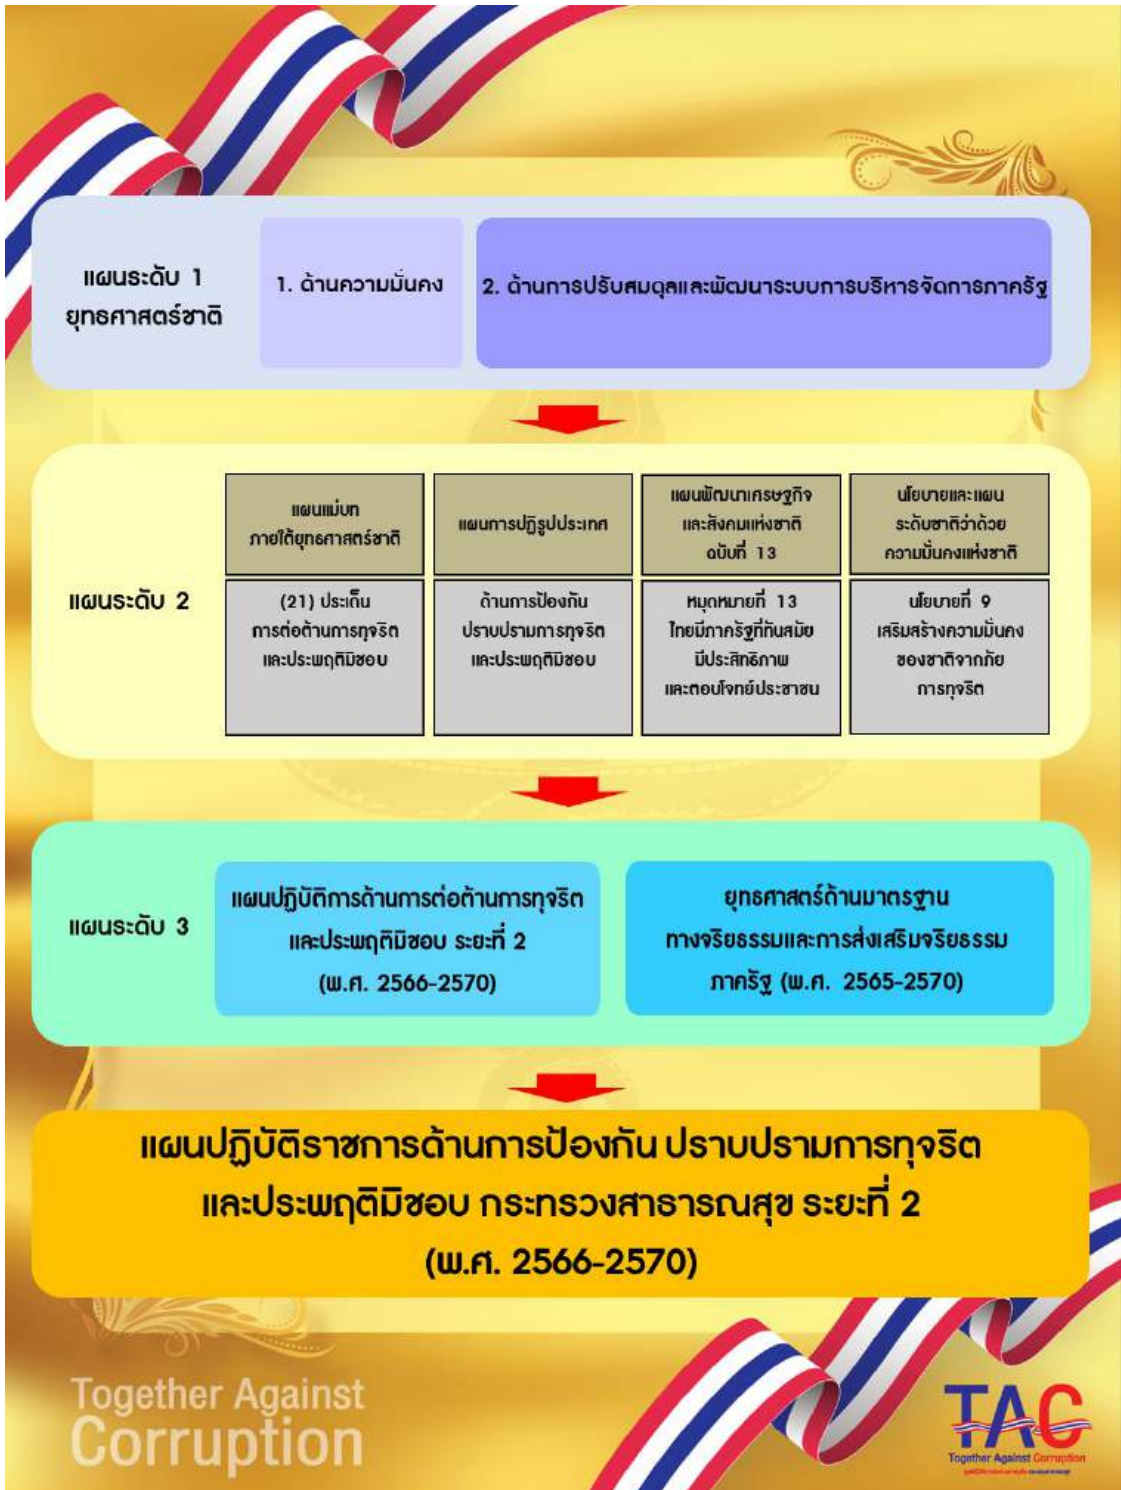 แผนระดับ 1
ยุทธศาสตร์ชาติ
1. ด้านความมั่นคง
2. ด้านการปรับสมดุลและพัฒนาระบบการบริหารจัดการภาครัฐ
แผนระดับ 2
แผนแม่บท
ภายใต้ยุทธศาสตร์ชาติ
(21) ประเด็น
การต่อต้านการทุจริต
และประพฤติมิชอบ
แผนการปฏิรูปประเทศ
ด้านการป้องกัน
ปราบปรามการทุจริต
และประพฤติมิชอบ
แผนพัฒนาเศรษฐกิจ
และสังคมแห่งชาติ
ฉบับที่ 13
หมุดหมายที่ 13
ไทยมีภาครัฐที่ทันสมัย
มีประสิทธิภาพ
และตอบโจทย์ประชาชน
นโยบายและแผน
ระดับชาติว่าด้วย
ความมั่นคงแห่งชาติ
นโยบายที่ 9
เสริมสร้างความมั่นคง
ของชาติจากภัย
การทุจริต
แผนระดับ 3
แผนปฏิบัติการด้านการต่อต้านการทุจริต
และประพฤติมิชอบ ระยะที่ 2
(พ.ศ. 2566-2570)
ยุทธศาสตร์ด้านมาตรฐาน
ทางจริยธรรมและการส่งเสริมจริยธรรม
ภาครัฐ (พ.ศ. 2565-2570)
แผนปฏิบัติราชการด้านการป้องกัน ปราบปรามการทุจริต
และประพฤติมิชอบ กระทรวงสาธารณสุข ระยะที่ 2
(พ.ศ. 2566-2570)
Together Against
Corruption
TAC
Together Against Corruption